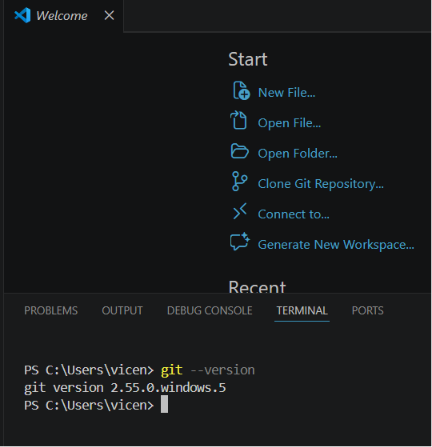 Welcome
Start
New File...
Open File...
Open Folder...
Clone Git Repository...
Connect to...
Generate New Workspace...
Recent
PROBLEMS OUTPUT DEBUG CONSOLE TERMINAL PORTS
PS C:\Users\vicen> git --version
git version 2.55.0.windows.5
PS C:\Users\vicen>